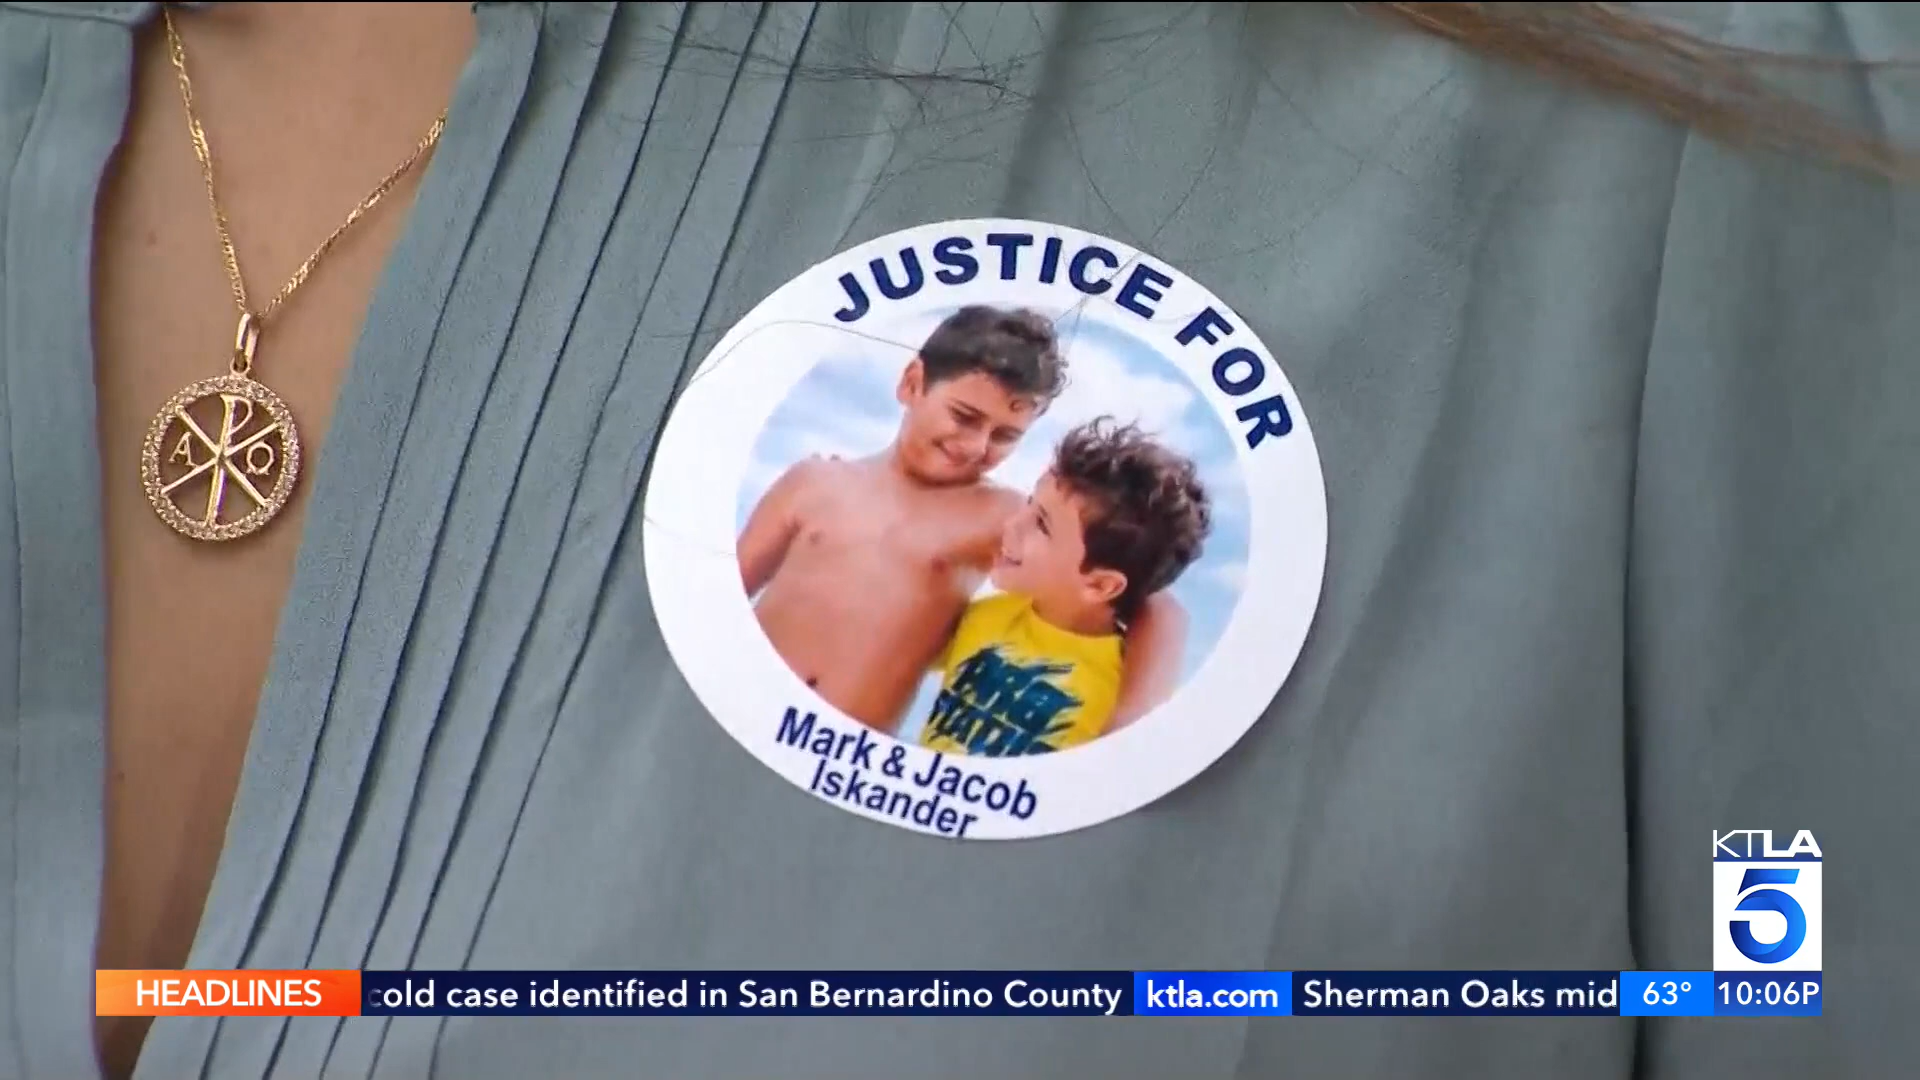 JUSTICE FOR
Α Ω
Mark & Jacob
Iskander
KTLA
5
HEADLINES
cold case identified in San Bernardino County
ktla.com
Sherman Oaks mid
63°
10:06P